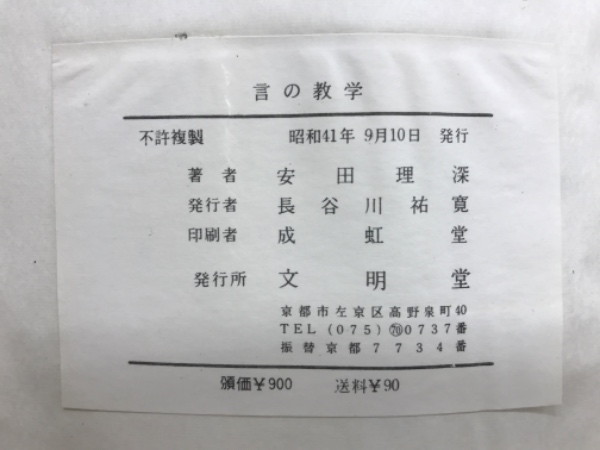 言の教学
不許複製 昭和41年 9月10日 発行
著者 安田理深
発行者 長谷川祐寛
印刷者 成虹堂
発行所 文明堂
京都市左京区高野泉町40
TEL (075) ⑦⓪0737番
振替京都7734番
頒価¥900 送料¥90